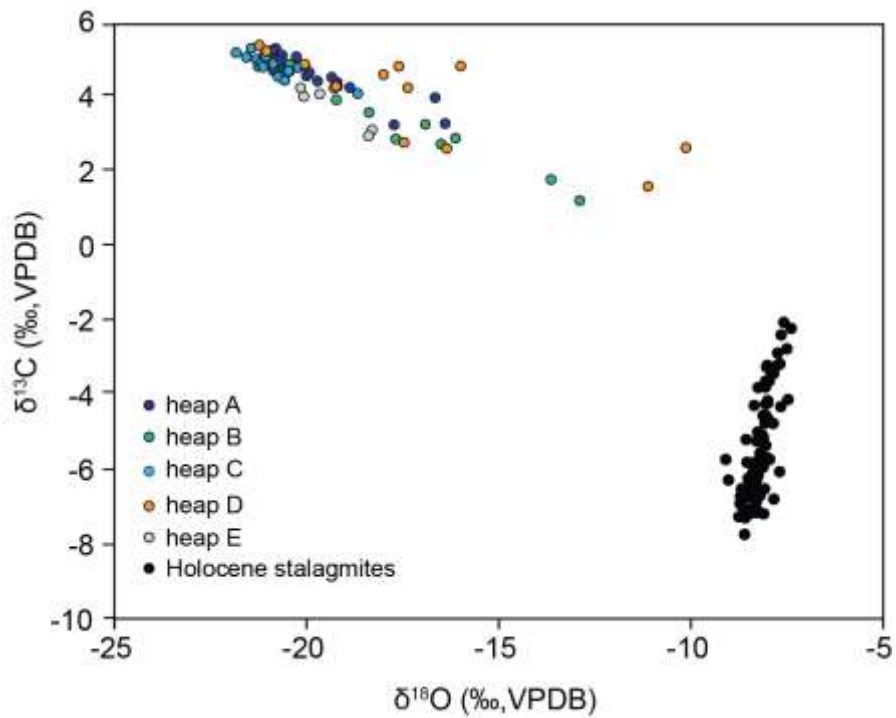 6
4
2
0
-2
-4
-6
-8
-10
δ¹³C (‰,VPDB)
heap A
heap B
heap C
heap D
heap E
Holocene stalagmites
-25 -20 -15 -10 -5
δ¹⁸O (‰,VPDB)